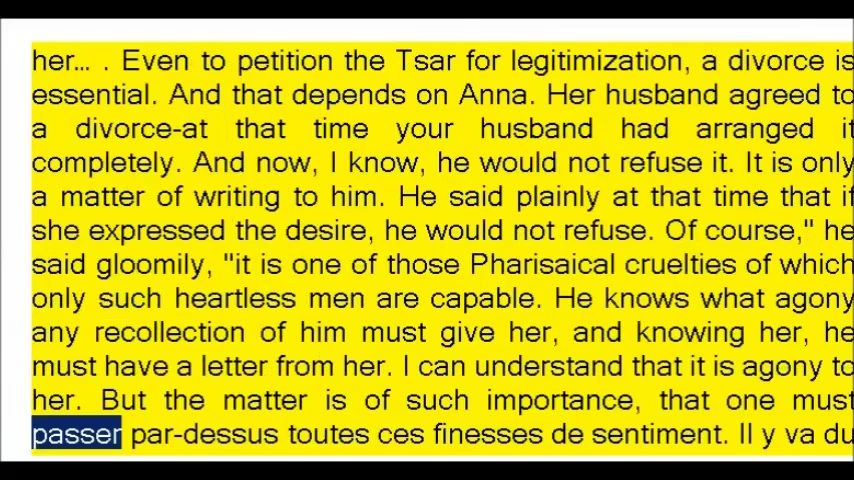 her... . Even to petition the Tsar for legitimization, a divorce is
essential. And that depends on Anna. Her husband agreed to
a divorce-at that time your husband had arranged it
completely. And now, I know, he would not refuse it. It is only
a matter of writing to him. He said plainly at that time that if
she expressed the desire, he would not refuse. Of course," he
said gloomily, "it is one of those Pharisaical cruelties of which
only such heartless men are capable. He knows what agony
any recollection of him must give her, and knowing her, he
must have a letter from her. I can understand that it is agony to
her. But the matter is of such importance, that one must
passer par-dessus toutes ces finesses de sentiment. Il y va du